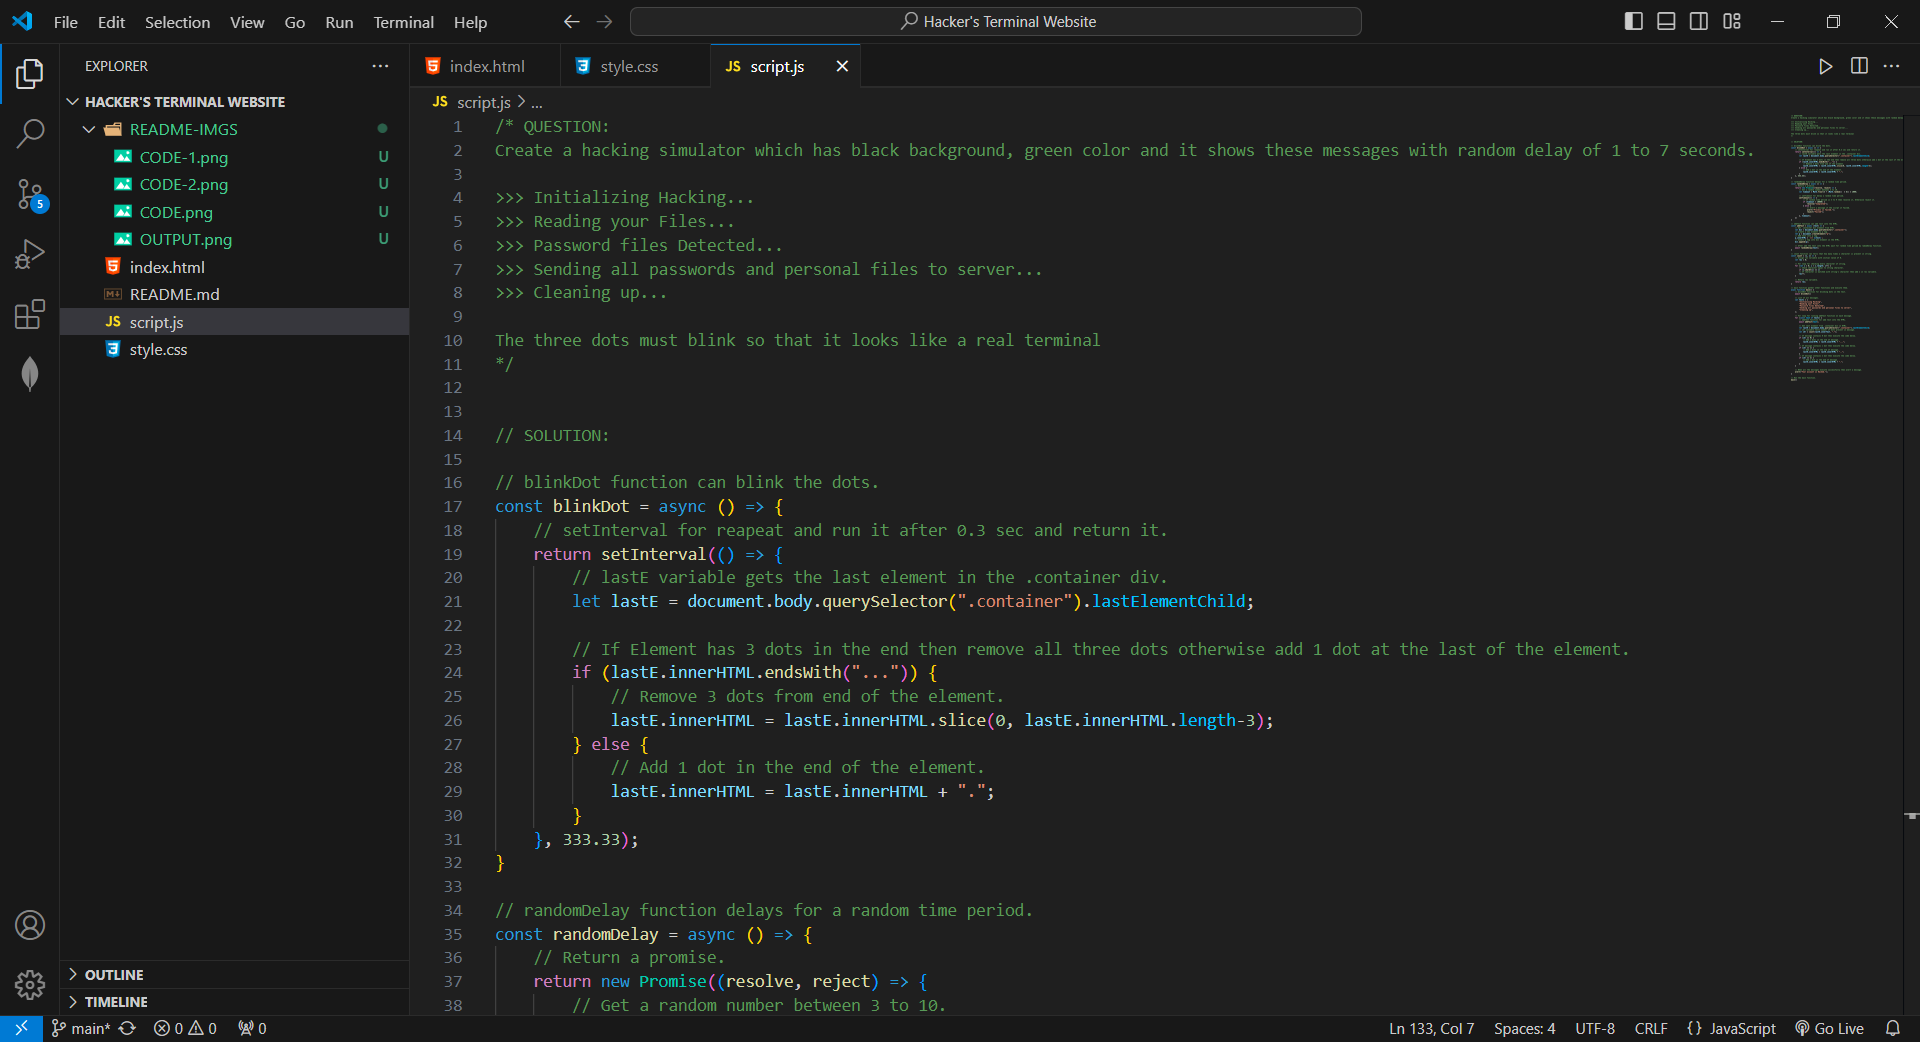 File Edit Selection View Go Run Terminal Help
Hacker's Terminal Website
EXPLORER
HACKER'S TERMINAL WEBSITE
README-IMGS
CODE-1.png U
CODE-2.png U
CODE.png U
OUTPUT.png U
index.html
README.md
JS script.js
style.css
5
OUTLINE
TIMELINE
index.html
style.css
JS script.js
JS script.js > ...
1 /* QUESTION:
2 Create a hacking simulator which has black background, green color and it shows these messages with random delay of 1 to 7 seconds.
3
4 >>> Initializing Hacking...
5 >>> Reading your Files...
6 >>> Password files Detected...
7 >>> Sending all passwords and personal files to server...
8 >>> Cleaning up...
9
10 The three dots must blink so that it looks like a real terminal
11 */
12
13
14 // SOLUTION:
15
16 // blinkDot function can blink the dots.
17 const blinkDot = async () => {
18 // setInterval for reapeat and run it after 0.3 sec and return it.
19 return setInterval(() => {
20 // lastE variable gets the last element in the .container div.
21 let lastE = document.body.querySelector(".container").lastElementChild;
22
23 // If Element has 3 dots in the end then remove all three dots otherwise add 1 dot at the last of the element.
24 if (lastE.innerHTML.endsWith("...")) {
25 // Remove 3 dots from end of the element.
26 lastE.innerHTML = lastE.innerHTML.slice(0, lastE.innerHTML.length-3);
27 } else {
28 // Add 1 dot in the end of the element.
29 lastE.innerHTML = lastE.innerHTML + ".";
30 }
31 }, 333.33);
32 }
33
34 // randomDelay function delays for a random time period.
35 const randomDelay = async () => {
36 // Return a promise.
37 return new Promise((resolve, reject) => {
38 // Get a random number between 3 to 10.
main* 0 0 0
Ln 133, Col 7 Spaces: 4 UTF-8 CRLF {} JavaScript Go Live